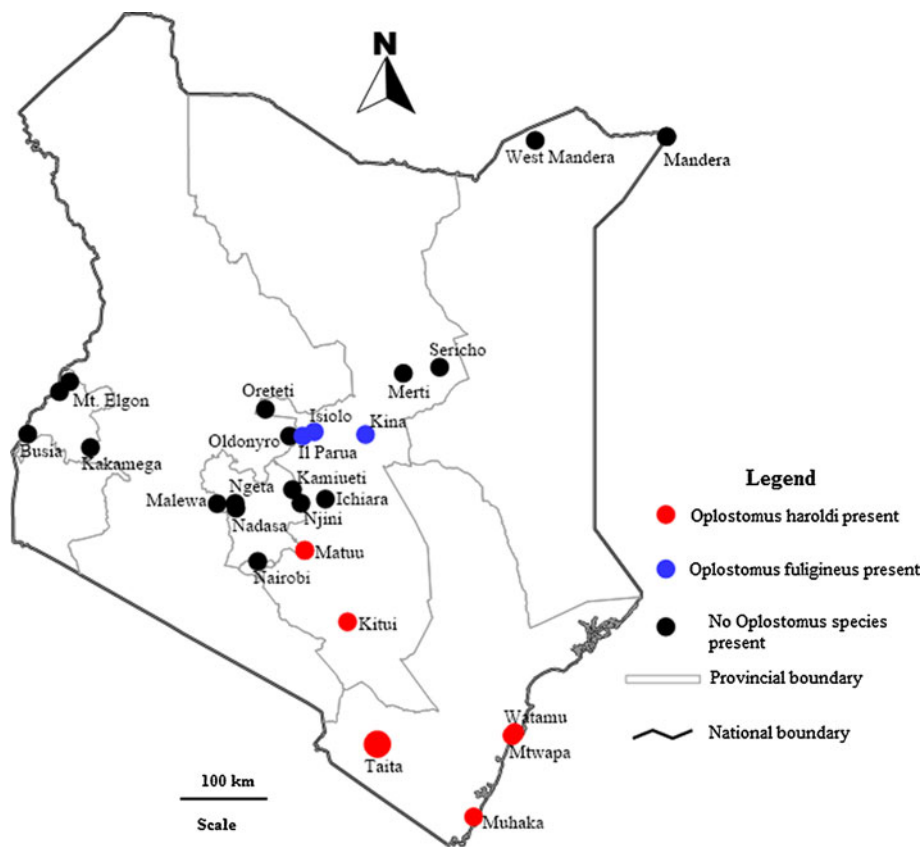 N
West Mandera
Mandera
Sericho
Merti
Mt. Elgon
Oreteti
Isiolo
Kina
Busia
Oldonyro
Il Parua
Kakamega
Kamiueti
Ngeta
Malewa
Ichiara
Njini
Nadasa
Matuu
Nairobi
Kitui
Watamu
Mtwapa
Taita
Muhaka
100 km
Scale
Legend
Oplostomus haroldi present
Oplostomus fuligineus present
No Oplostomus species
present
Provincial boundary
National boundary